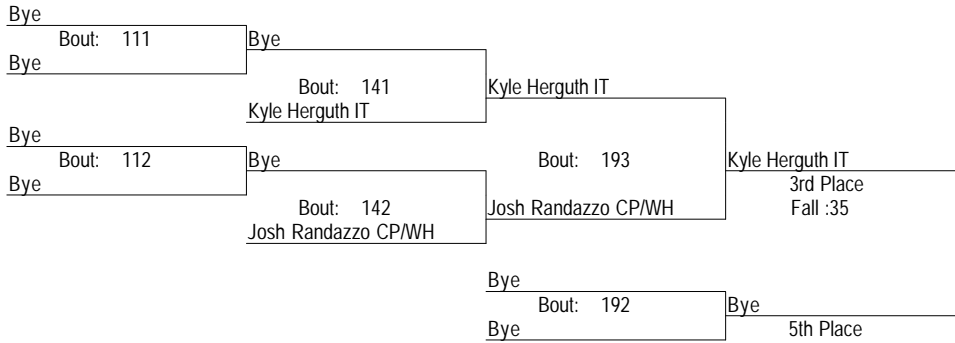 Bye
Bout: 111
Bye
Bye
Bout: 141
Kyle Herguth IT
Kyle Herguth IT
Bye
Bout: 112
Bye
Bye
Bout: 142
Josh Randazzo CP/WH
Josh Randazzo CP/WH
Bout: 193
Kyle Herguth IT
3rd Place
Fall :35
Bye
Bout: 192
Bye
Bye
5th Place